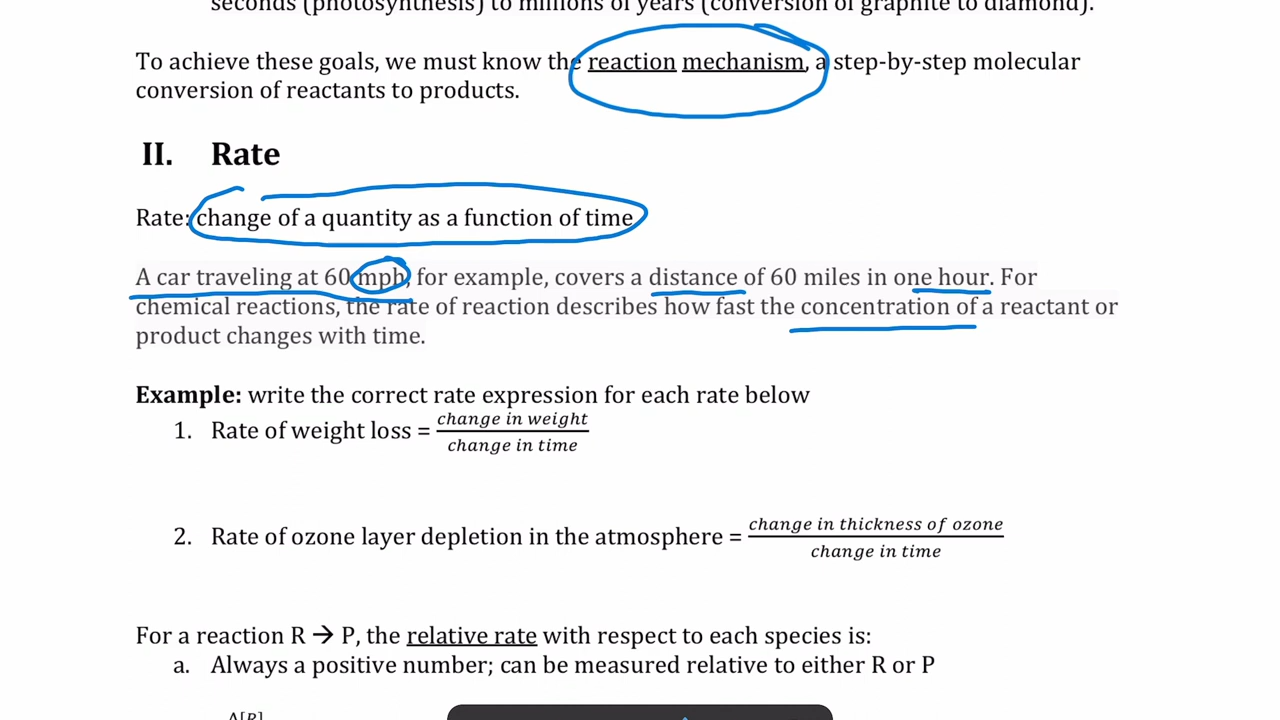 seconds (photosynthesis) to millions of years (conversion of graphite to diamond).
To achieve these goals, we must know the reaction mechanism, a step-by-step molecular
conversion of reactants to products.
II. Rate
Rate: change of a quantity as a function of time
A car traveling at 60 mph, for example, covers a distance of 60 miles in one hour. For
chemical reactions, the rate of reaction describes how fast the concentration of a reactant or
product changes with time.
Example: write the correct rate expression for each rate below
1. Rate of weight loss = change in weight / change in time
2. Rate of ozone layer depletion in the atmosphere = change in thickness of ozone / change in time
For a reaction R → P, the relative rate with respect to each species is:
a. Always a positive number; can be measured relative to either R or P
Δ[R]